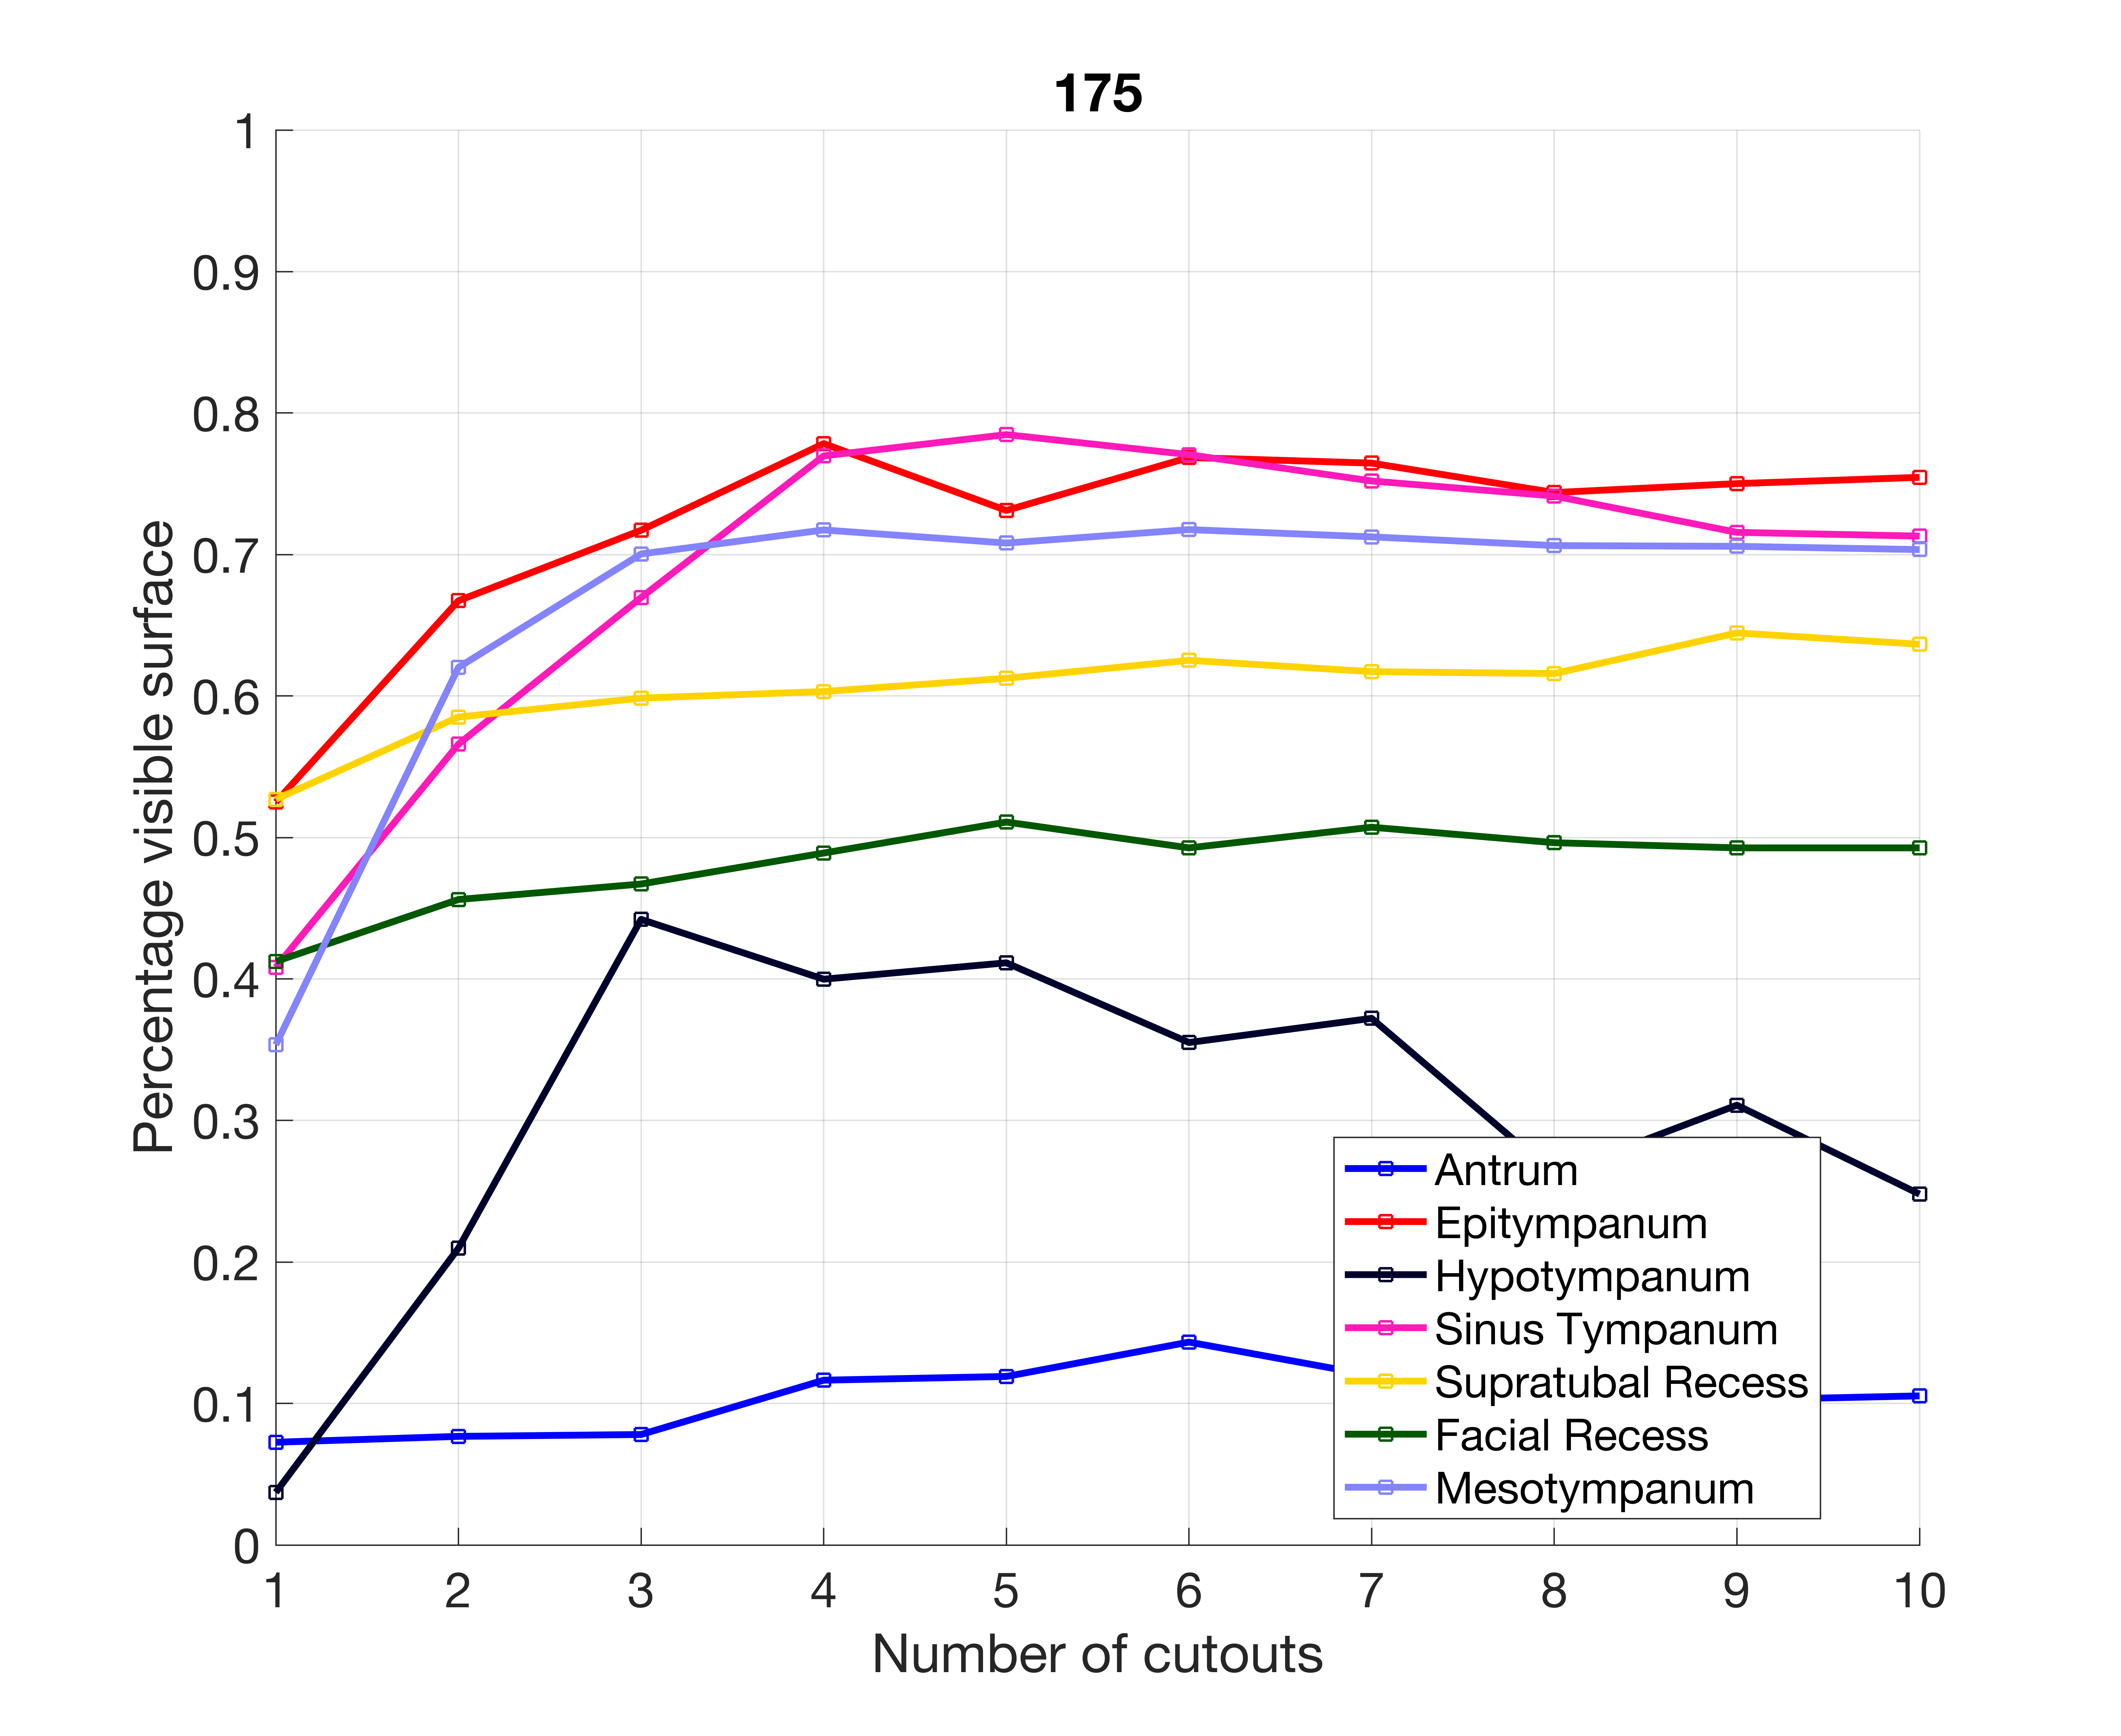 175
1
0.9
0.8
0.7
0.6
0.5
0.4
0.3
0.2
0.1
0
Percentage visible surface
Antrum
Epitympanum
Hypotympanum
Sinus Tympanum
Supratubal Recess
Facial Recess
Mesotympanum
1 2 3 4 5 6 7 8 9 10
Number of cutouts